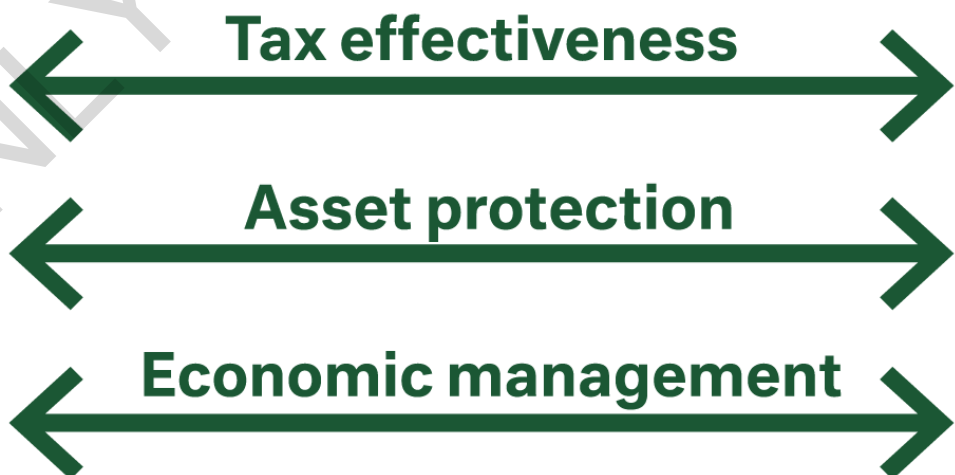 Tax effectiveness
Asset protection
Economic management